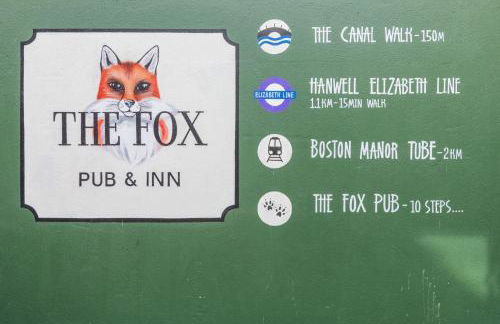 THE FOX
PUB & INN
THE CANAL WALK-150M
ELIZABETH LINE
HANWELL ELIZABETH LINE
1.1KM-15MIN WALK
BOSTON MANOR TUBE-2KM
THE FOX PUB-10 STEPS....